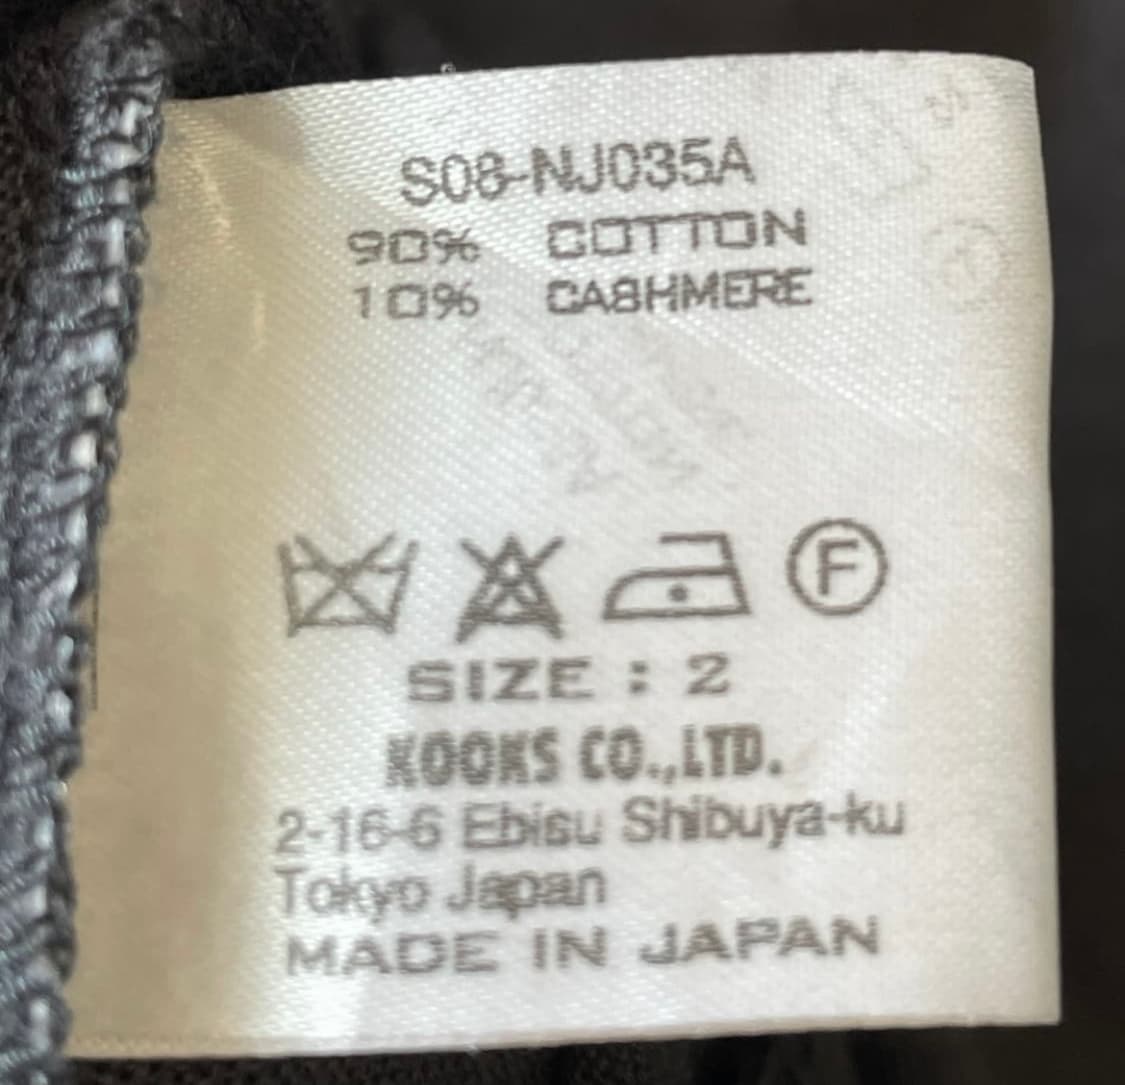 S08-NJ035A
90% COTTON
10% CASHMERE
F
SIZE : 2
KOOKS CO.,LTD.
2-16-6 Ebisu Shibuya-ku
Tokyo Japan
MADE IN JAPAN